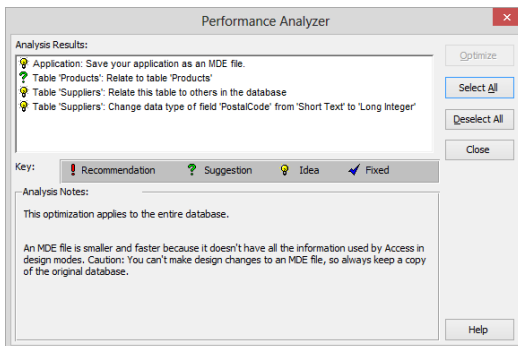 Performance Analyzer
Analysis Results:
Application: Save your application as an MDE file.
Table 'Products': Relate to table 'Products'
Table 'Suppliers': Relate this table to others in the database
Table 'Suppliers': Change data type of field 'PostalCode' from 'Short Text' to 'Long Integer'
Optimize
Select All
Deselect All
Close
Key:
Recommendation
Suggestion
Idea
Fixed
Analysis Notes:
This optimization applies to the entire database.
An MDE file is smaller and faster because it doesn't have all the information used by Access in
design modes. Caution: You can't make design changes to an MDE file, so always keep a copy
of the original database.
Help